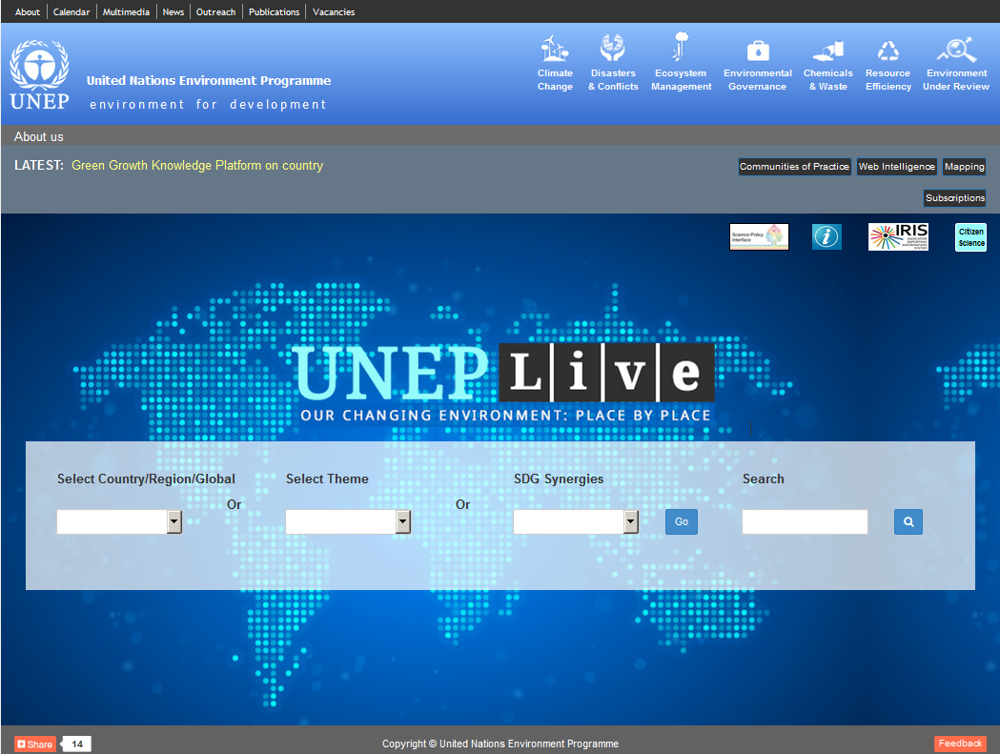 About Calendar Multimedia News Outreach Publications Vacancies
UNEP
United Nations Environment Programme
environment for development
Climate
Change
Disasters
& Conflicts
Ecosystem
Management
Environmental
Governance
Chemicals
& Waste
Resource
Efficiency
Environment
Under Review
About us
LATEST: Green Growth Knowledge Platform on country
Communities of Practice Web Intelligence Mapping
Subscriptions
Science-Policy
Interface
i
IRIS
INDICATOR
REPORTING
INFORMATION
SYSTEM
Citizen
Science
UNEP Live
OUR CHANGING ENVIRONMENT: PLACE BY PLACE
Select Country/Region/Global
Or
Select Theme
Or
SDG Synergies
Go
Search
Share 14
Copyright © United Nations Environment Programme
Feedback